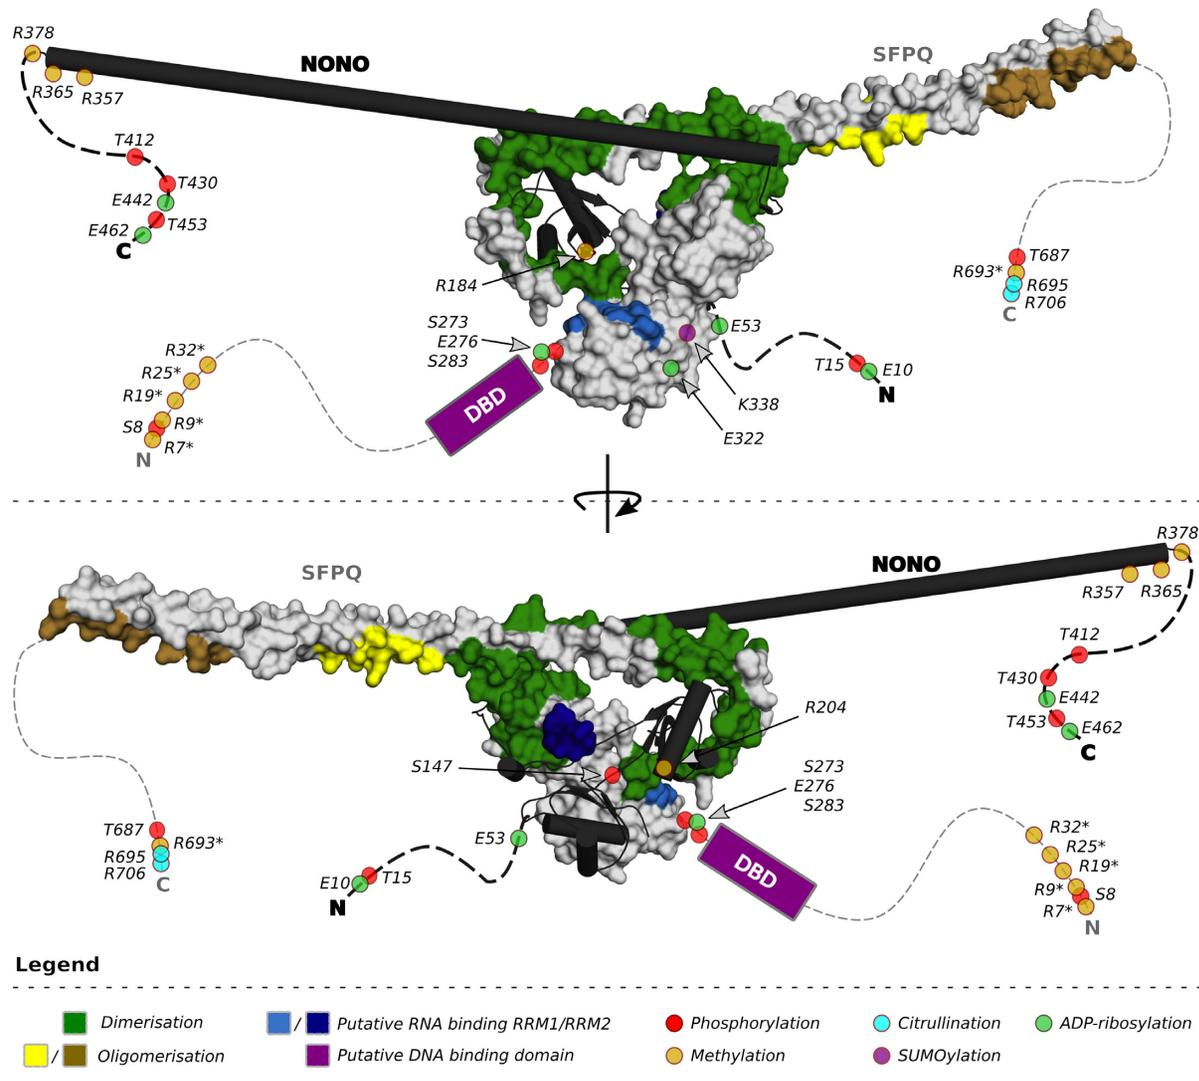 R378
NONO
SFPQ
R365
R357
T412
T430
E442
T453
E462
C
R184
T687
R693*
R695
R706
C
S273
E276
S283
E53
R32*
R25*
R19*
S8
R9*
R7*
N
DBD
T15
E10
N
K338
E322
R378
SFPQ
NONO
R357
R365
T412
T430
E442
T453
E462
C
R204
S147
S273
E276
S283
T687
R693*
R695
R706
C
E53
E10
T15
N
DBD
R32*
R25*
R19*
R9*
S8
R7*
N
Legend
Dimerisation
/
Putative RNA binding RRM1/RRM2
Phosphorylation
Citrullination
ADP-ribosylation
/
Oligomerisation
Putative DNA binding domain
Methylation
SUMOylation